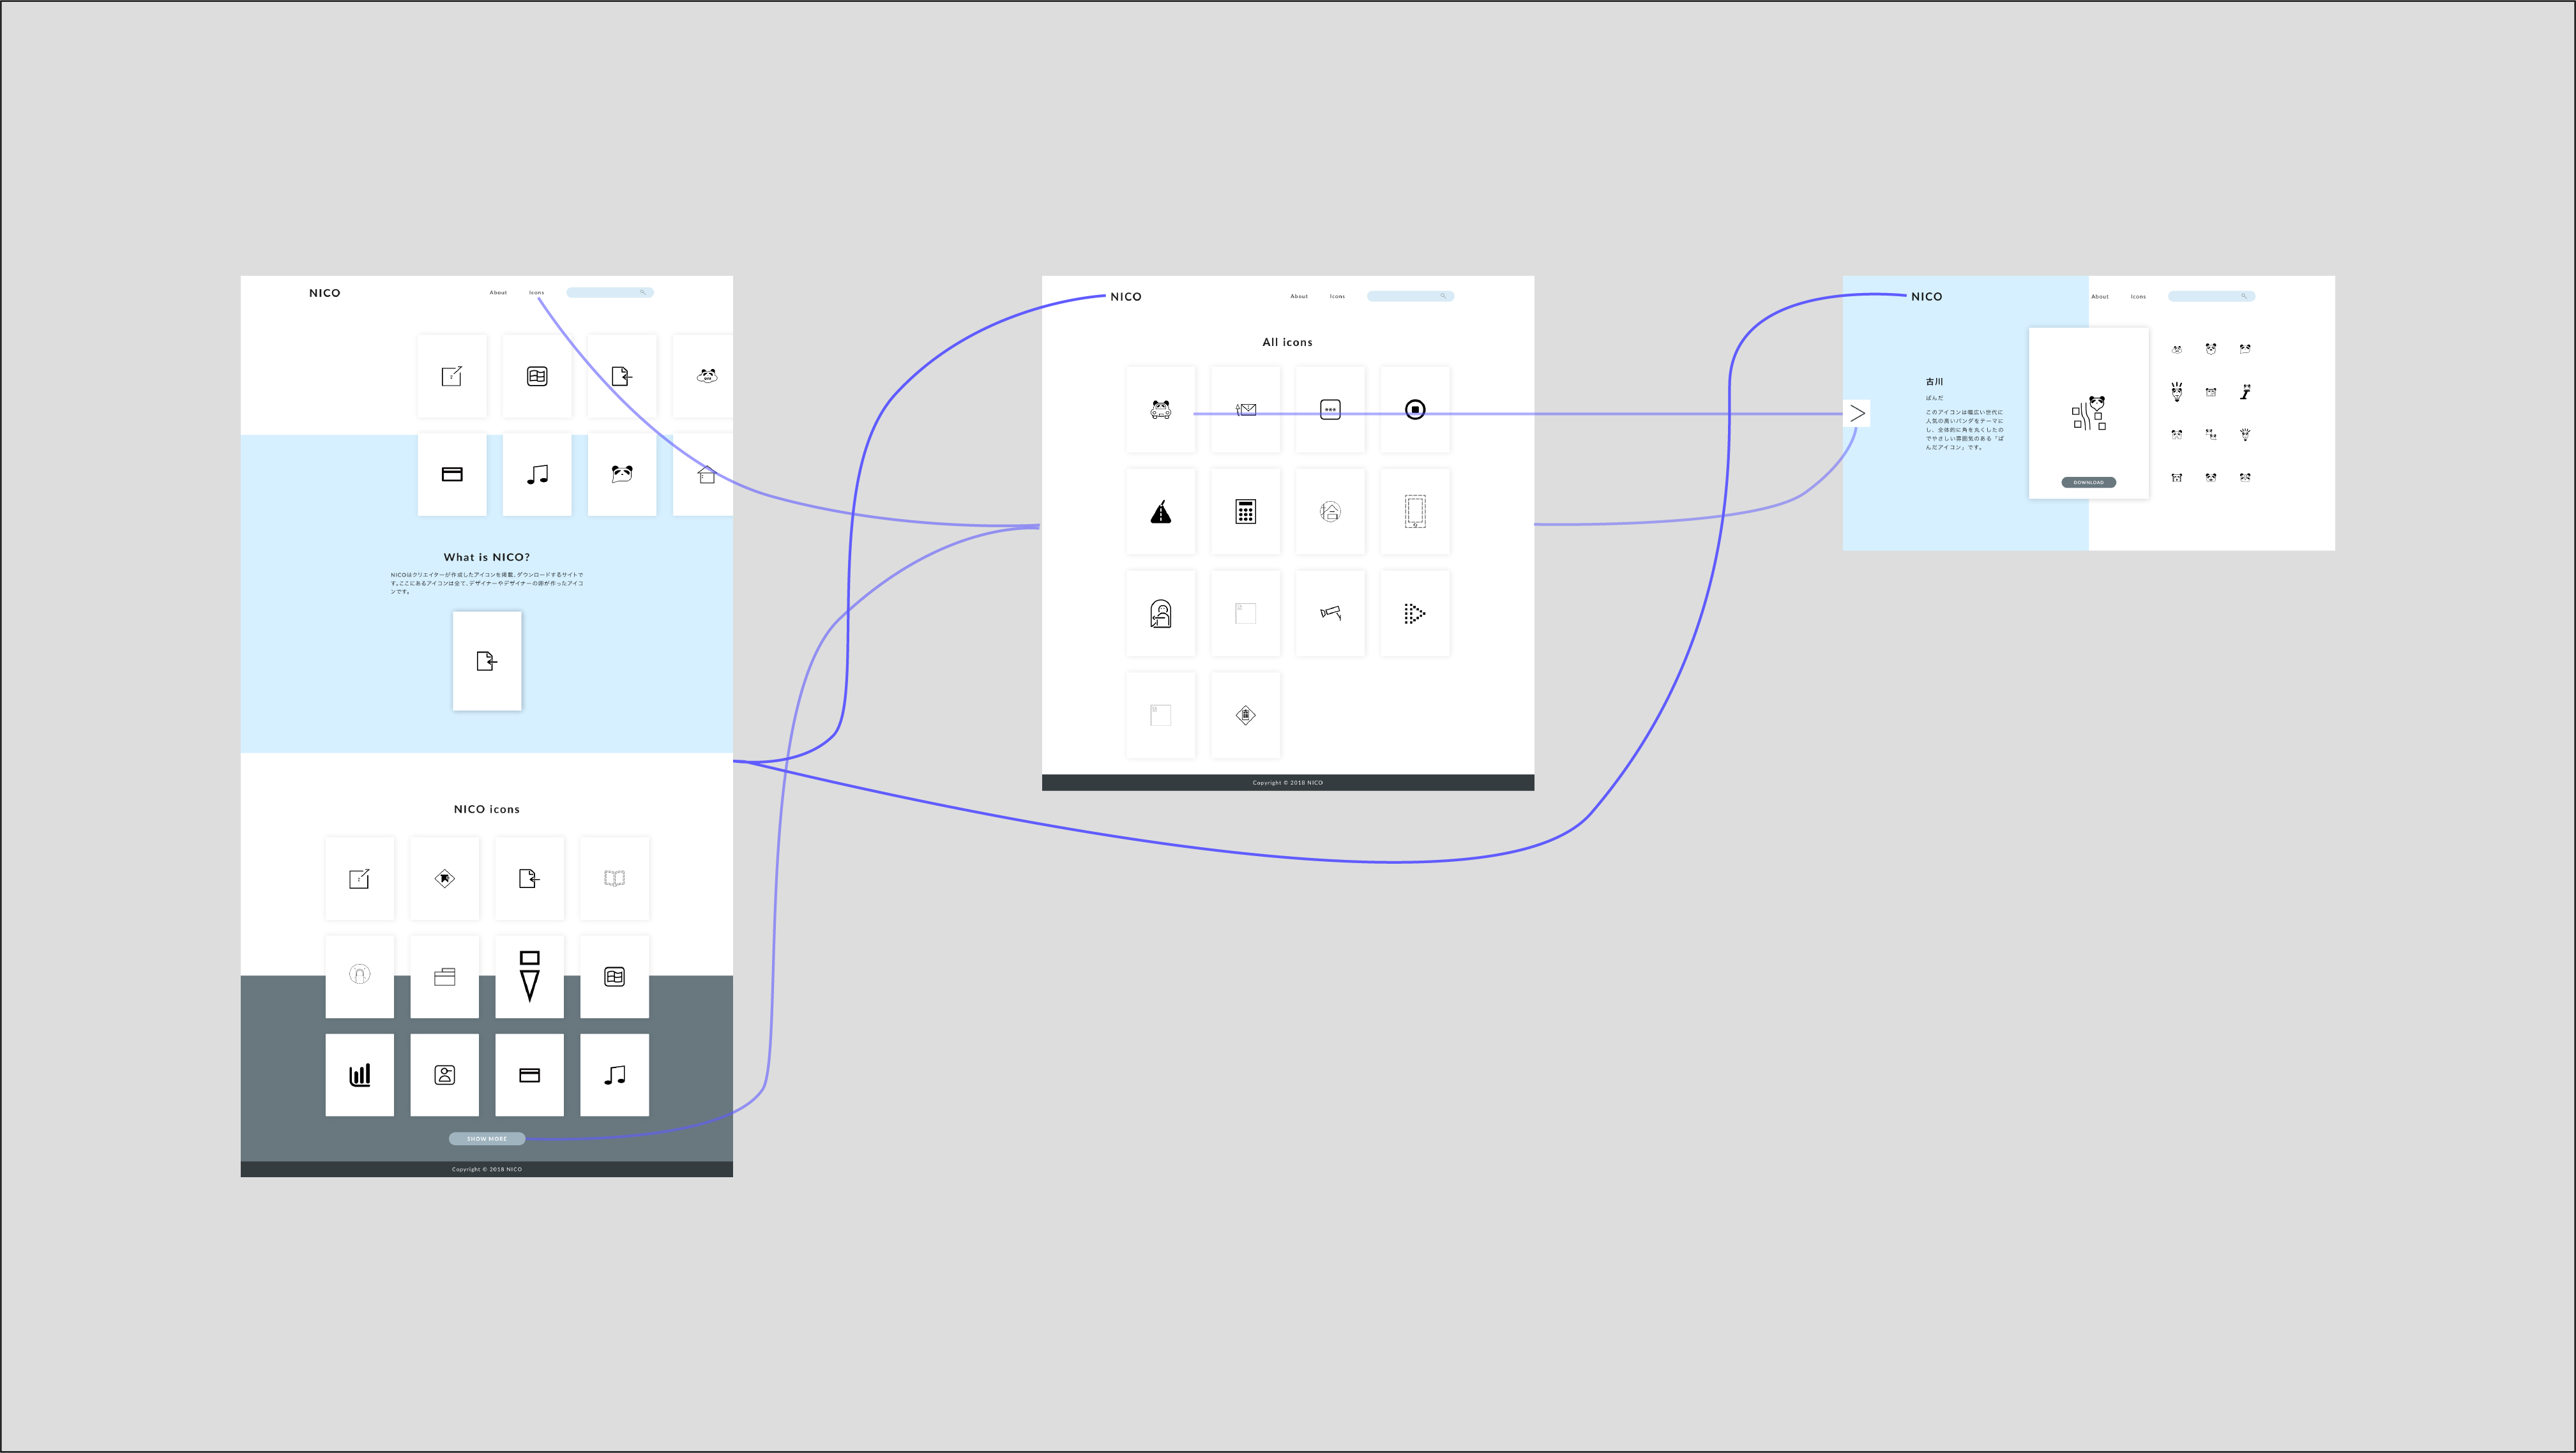 NICO
About
Icons
What is NICO?
NICOはクリエイターが作成したアイコンを掲載、ダウンロードするサイトで
す。ここにあるアイコンは全て、デザイナーやデザイナーの卵が作ったアイコ
ンです。
NICO icons
SHOW MORE
Copyright © 2018 NICO
NICO
About
Icons
All icons
Copyright © 2018 NICO
NICO
About
Icons
古川
ぱんだ
このアイコンは幅広い世代に
人気の高いパンダをテーマに
し、全体的に角を丸くしたの
でやさしい雰囲気のある「ぱ
んだアイコン」です。
DOWNLOAD